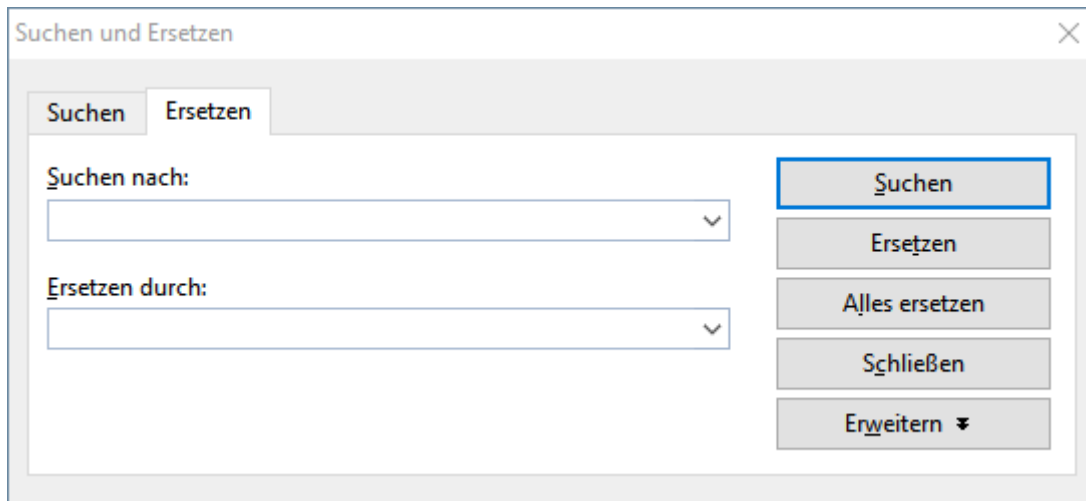 Suchen und Ersetzen
Suchen
Ersetzen
Suchen nach:
Ersetzen durch:
Suchen
Ersetzen
Alles ersetzen
Schließen
Erweitern